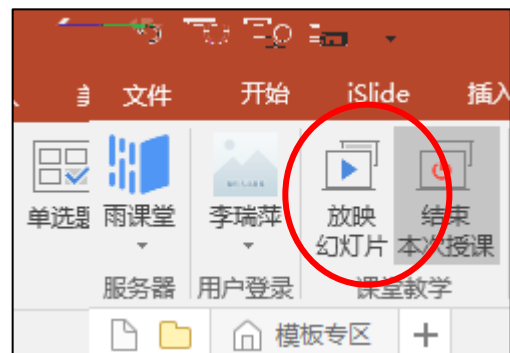 文件 开始 iSlide 插入
单选题 雨课堂 李瑞萍 放映 结束
幻灯片 本次授课
服务器 用户登录 课堂教学
模板专区